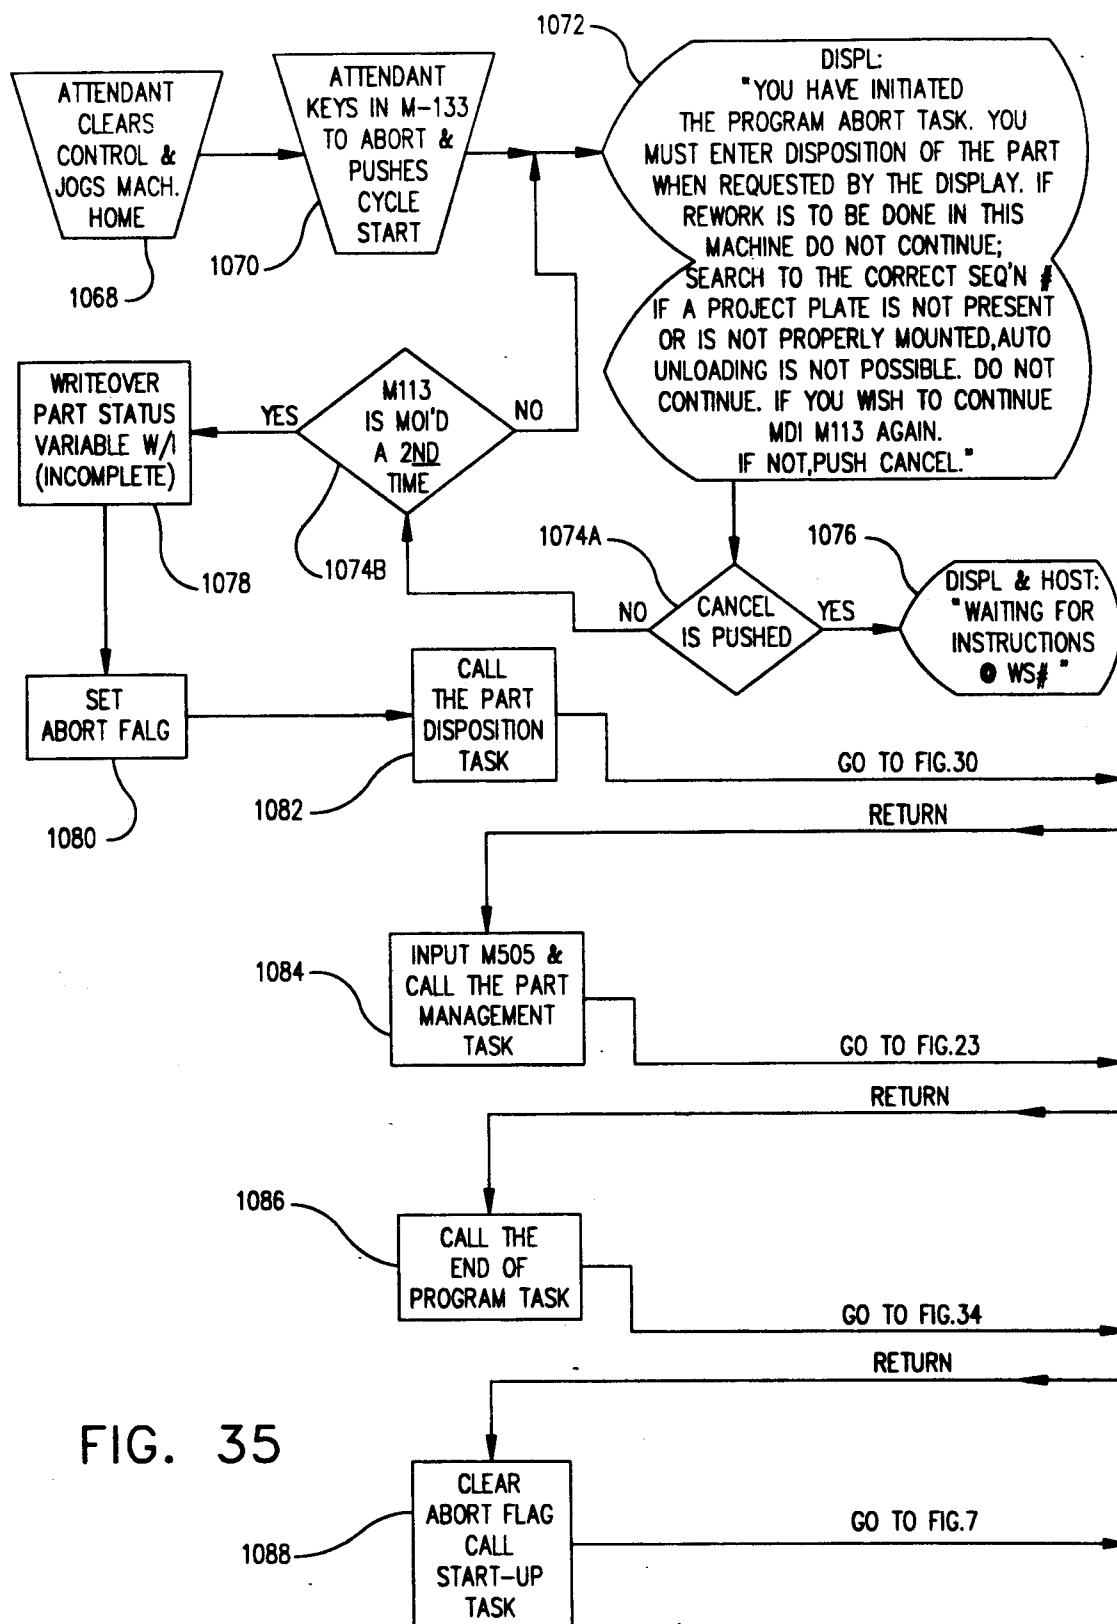 ATTENDANT
CLEARS
CONTROL &
JOGS MACH.
HOME
1068
ATTENDANT
KEYS IN M-133
TO ABORT &
PUSHES
CYCLE
START
1070
1072
DISPL:
"YOU HAVE INITIATED
THE PROGRAM ABORT TASK. YOU
MUST ENTER DISPOSITION OF THE PART
WHEN REQUESTED BY THE DISPLAY. IF
REWORK IS TO BE DONE IN THIS
MACHINE DO NOT CONTINUE;
SEARCH TO THE CORRECT SEQ'N #
IF A PROJECT PLATE IS NOT PRESENT
OR IS NOT PROPERLY MOUNTED,AUTO
UNLOADING IS NOT POSSIBLE. DO NOT
CONTINUE. IF YOU WISH TO CONTINUE
MDI M113 AGAIN.
IF NOT,PUSH CANCEL."
1074A
CANCEL
IS PUSHED
NO
YES
1076
DISPL & HOST:
"WAITING FOR
INSTRUCTIONS
@ WS# "
M113
IS MOI'D
A 2ND
TIME
YES
NO
1074B
WRITEOVER
PART STATUS
VARIABLE W/I
(INCOMPLETE)
1078
SET
ABORT FALG
1080
CALL
THE PART
DISPOSITION
TASK
1082
GO TO FIG.30
RETURN
1084
INPUT M505 &
CALL THE PART
MANAGEMENT
TASK
GO TO FIG.23
RETURN
1086
CALL THE
END OF
PROGRAM TASK
GO TO FIG.34
RETURN
1088
CLEAR
ABORT FLAG
CALL
START-UP
TASK
GO TO FIG.7
FIG. 35